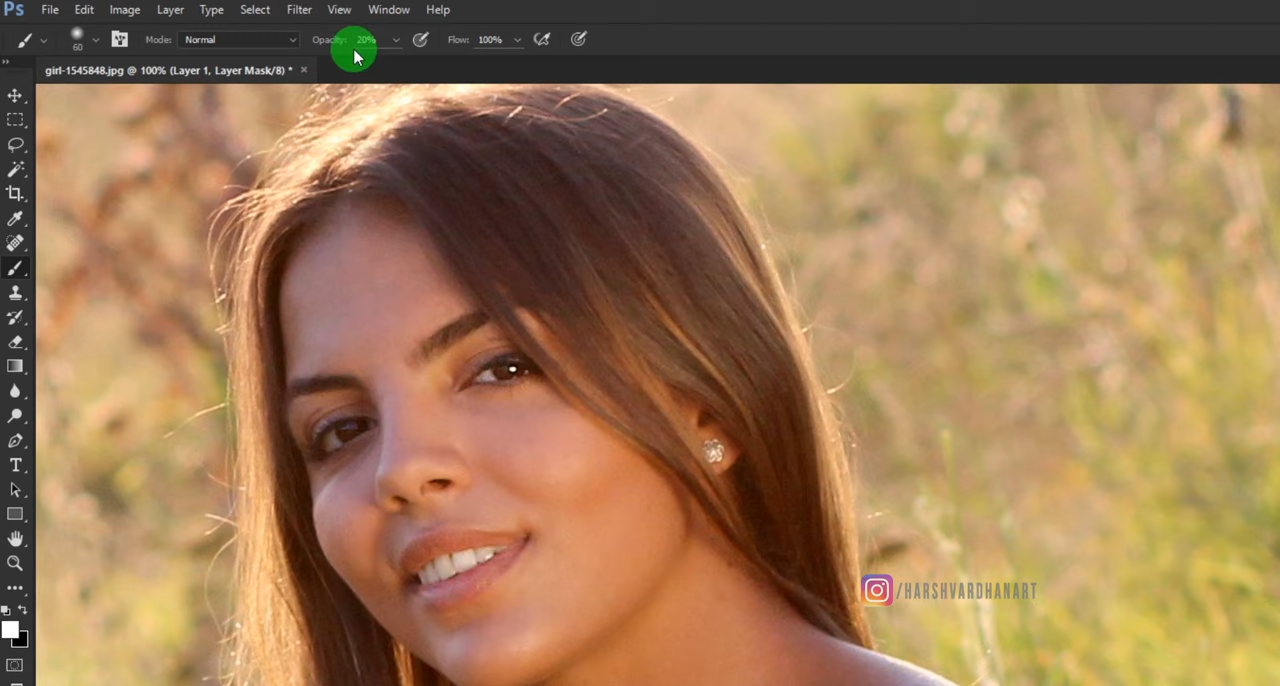 Ps File Edit Image Layer Type Select Filter View Window Help
60 Mode: Normal Opacity: 20% Flow: 100%
girl-1545848.jpg @ 100% (Layer 1, Layer Mask/8) * ×
/HARSHVARDHANART